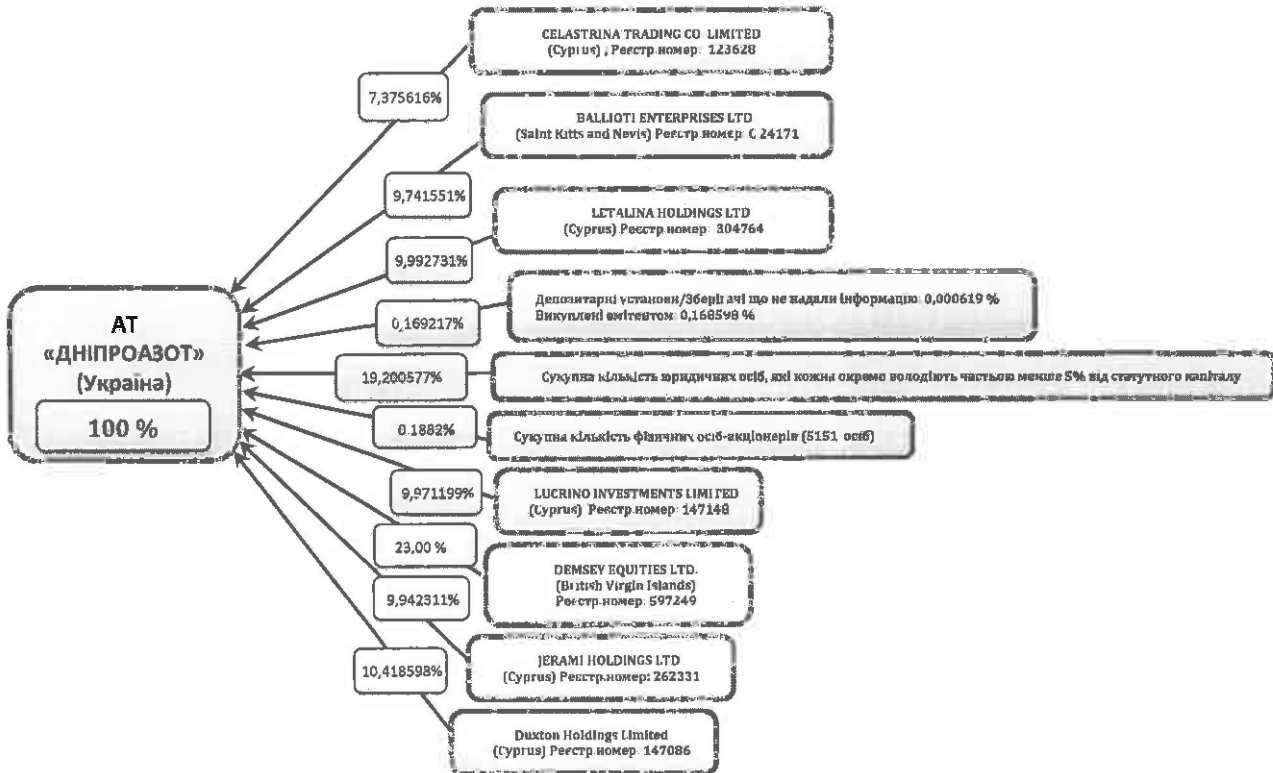 CELASTRINA TRADING CO LIMITED
(Cyprus) , Реєстр.номер: 123628
7,375616%
BALLIOTI ENTERPRISES LTD
(Saint Kitts and Nevis) Реєстр.номер: C 24171
9,741551%
LETALINA HOLDINGS LTD
(Cyprus) Реєстр.номер: 304764
9,992731%
Депозитарні установи/Зберігачі що не надали інформацію: 0,000619 %
Викуплені емітентом: 0,168598 %
0,169217%
АТ
«ДНІПРОАЗОТ»
(Україна)
100 %
19,200577%
Сукупна кількість юридичних осіб, які кожна окремо володіють часткою менше 5% від статутного капіталу
0.1882%
Сукупна кількість фізичних осіб-акціонерів (5151 осіб)
9,971199%
LUCRINO INVESTMENTS LIMITED
(Cyprus) Реєстр.номер: 147148
23,00 %
DEMSEY EQUITIES LTD.
(British Virgin Islands)
Реєстр.номер: 597249
9,942311%
JERAMI HOLDINGS LTD
(Cyprus) Реєстр.номер: 262331
10,418598%
Duxton Holdings Limited
(Cyprus) Реєстр.номер: 147086